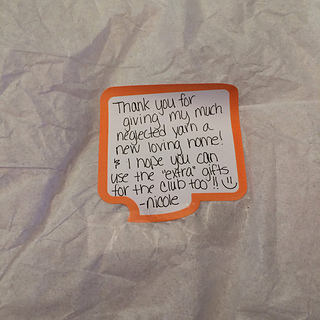 Thank you for
giving my much
neglected yarn a
new loving home!
& I hope you can
use the "extra" gifts
for the club too!! :)
-nicole